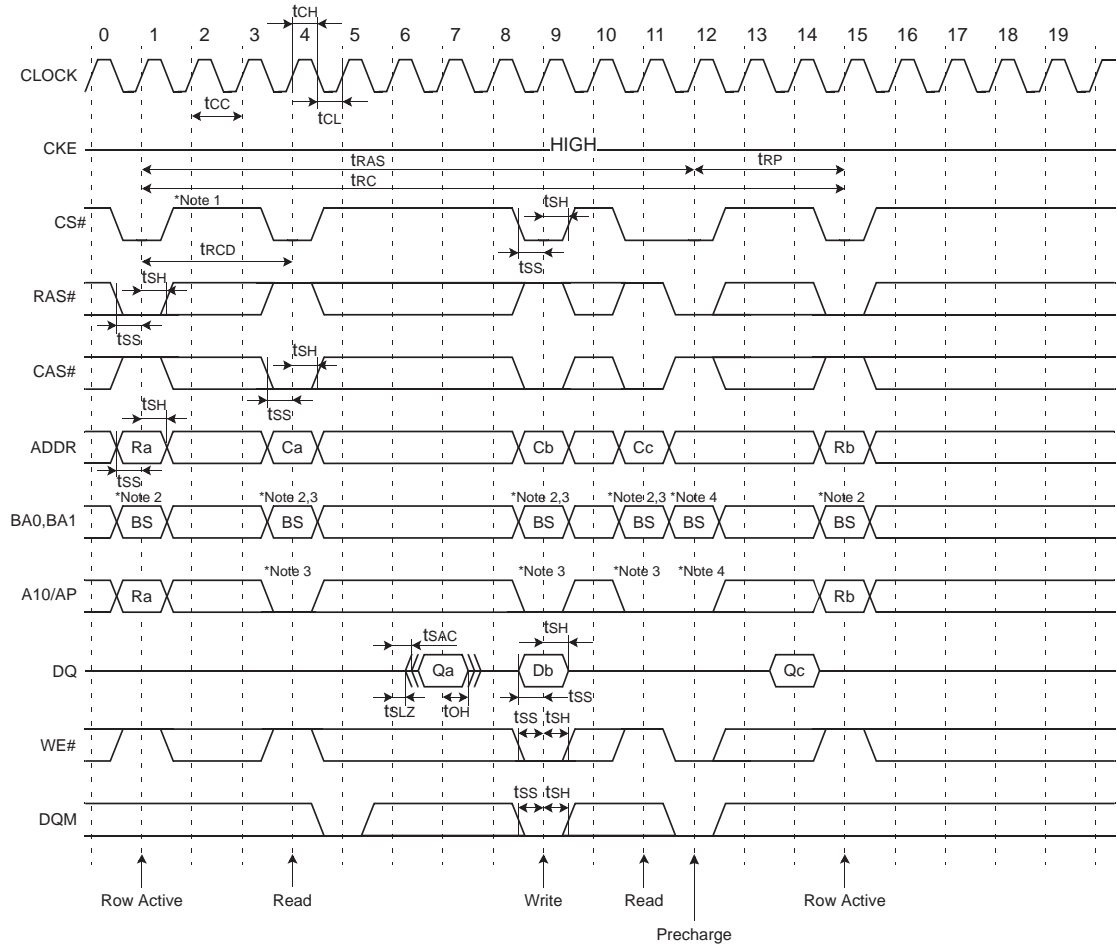 tCH
0 1 2 3 4 5 6 7 8 9 10 11 12 13 14 15 16 17 18 19
CLOCK
tCC
tCL
CKE
HIGH
tRAS
tRP
tRC
*Note 1
CS#
tSH
tRCD
tSS
tSH
RAS#
tSS
tSH
CAS#
tSS
tSH
ADDR
Ra Ca Cb Cc Rb
tSS
*Note 2 *Note 2,3 *Note 2,3 *Note 2,3 *Note 4 *Note 2
BA0,BA1
BS BS BS BS BS BS
*Note 3 *Note 3 *Note 3 *Note 4
A10/AP
Ra Rb
tSAC
tSH
DQ
Qa Db Qc
tSLZ
tOH
tSS
tSS tSH
WE#
tSS tSH
DQM
Row Active Read Write Read Row Active
Precharge